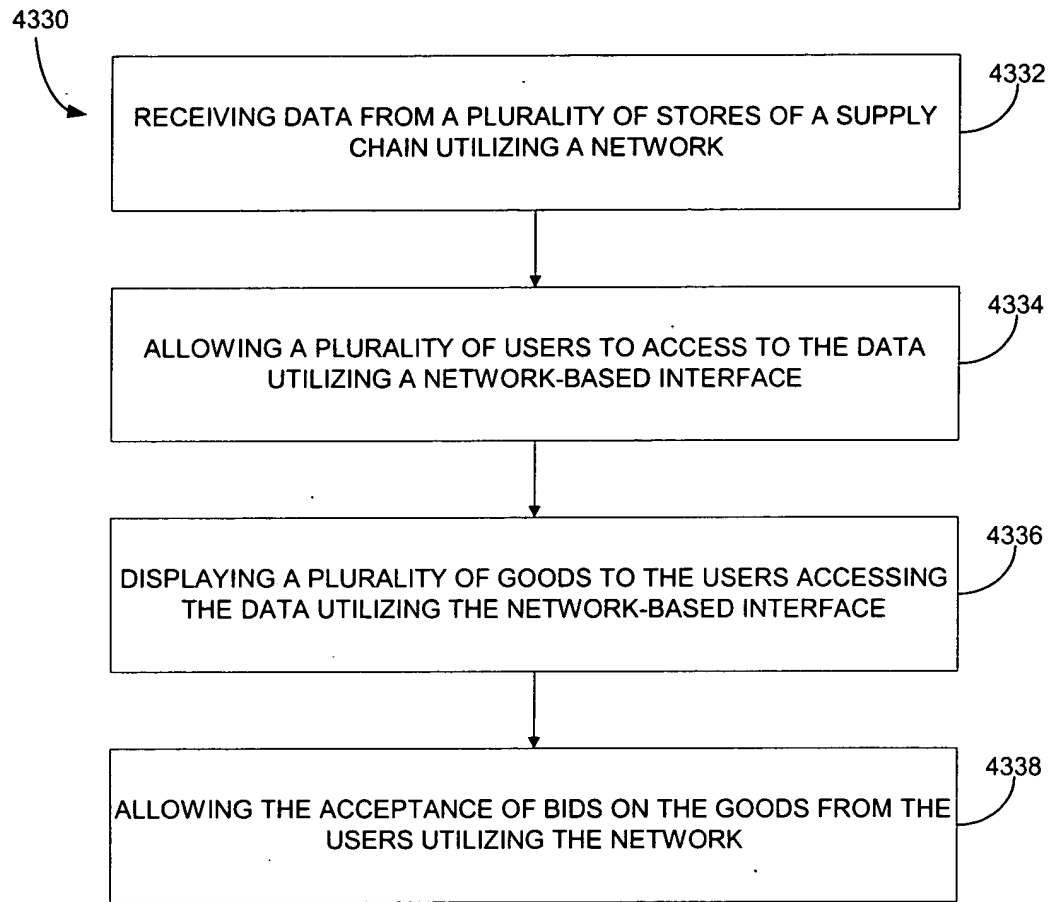 4330
4332
RECEIVING DATA FROM A PLURALITY OF STORES OF A SUPPLY
CHAIN UTILIZING A NETWORK
4334
ALLOWING A PLURALITY OF USERS TO ACCESS TO THE DATA
UTILIZING A NETWORK-BASED INTERFACE
4336
DISPLAYING A PLURALITY OF GOODS TO THE USERS ACCESSING
THE DATA UTILIZING THE NETWORK-BASED INTERFACE
4338
ALLOWING THE ACCEPTANCE OF BIDS ON THE GOODS FROM THE
USERS UTILIZING THE NETWORK